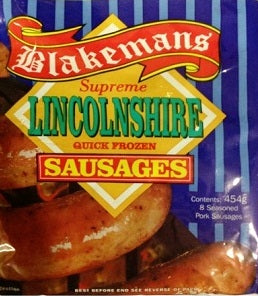 Blakemans
Supreme
LINCOLNSHIRE
QUICK FROZEN
SAUSAGES
Contents: 454g
8 Seasoned
Pork Sausages
BEST BEFORE END SEE REVERSE OF PACK